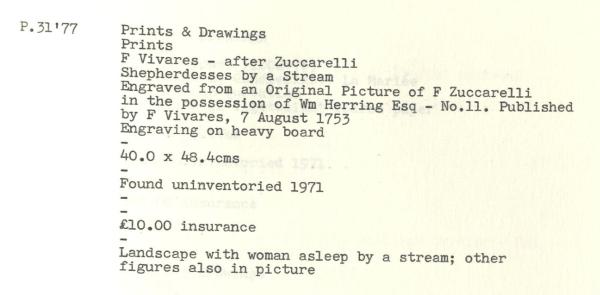 P.31'77
Prints & Drawings
Prints
F Vivares - after Zuccarelli
Shepherdesses by a Stream
Engraved from an Original Picture of F Zuccarelli
in the possession of Wm Herring Esq - No.11. Published
by F Vivares, 7 August 1753
Engraving on heavy board
-
40.0 x 48.4cms
-
Found uninventoried 1971
-
-
£10.00 insurance
-
Landscape with woman asleep by a stream; other
figures also in picture